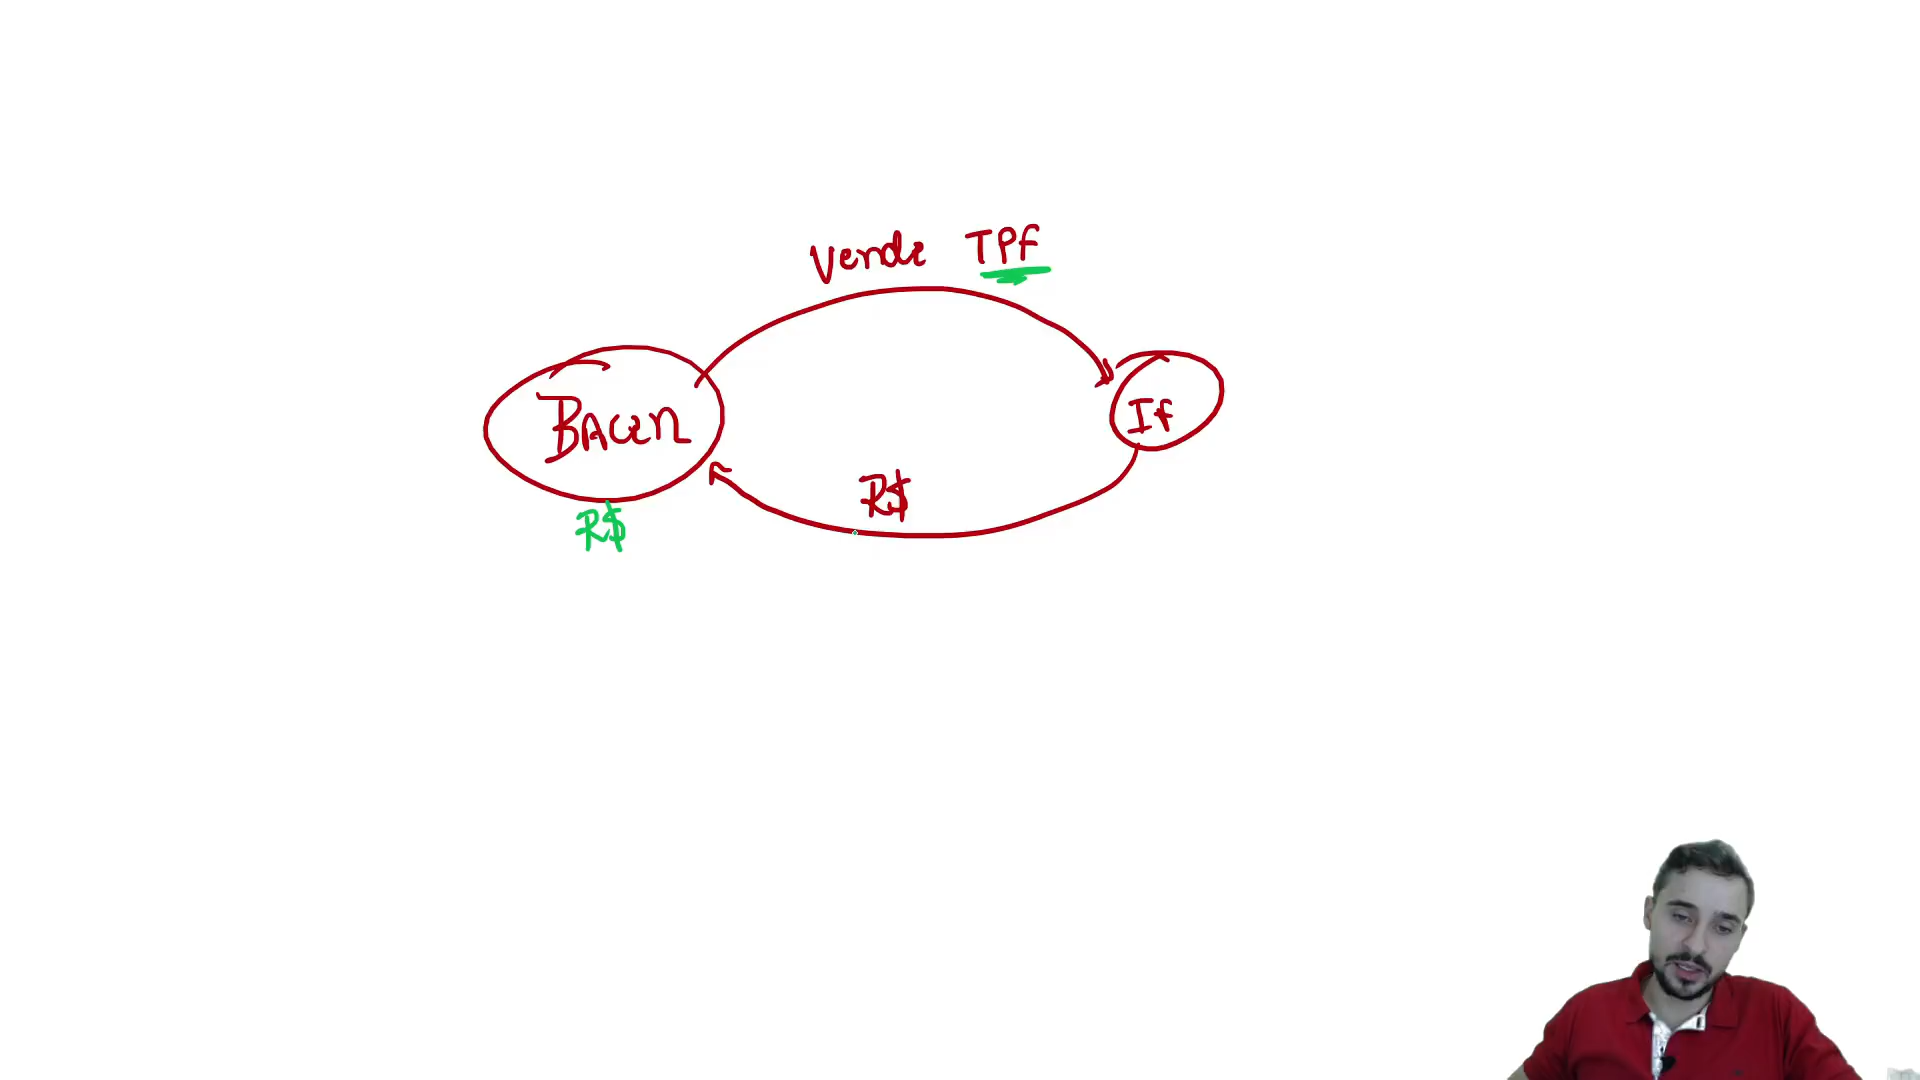 Vende TPF
BACEN
IF
R$
R$